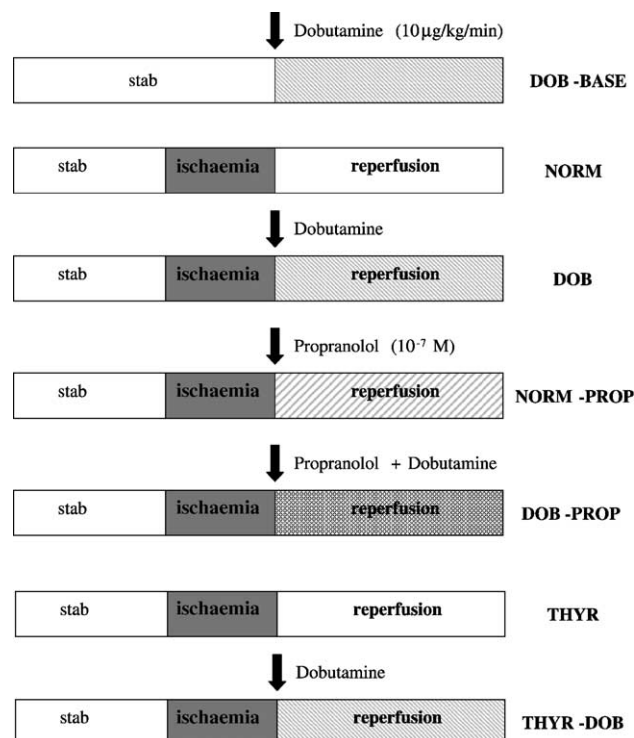 Dobutamine (10µg/kg/min)
stab
DOB -BASE
stab ischaemia reperfusion
NORM
Dobutamine
stab ischaemia reperfusion
DOB
Propranolol (10⁻⁷ M)
stab ischaemia reperfusion
NORM -PROP
Propranolol + Dobutamine
stab ischaemia reperfusion
DOB -PROP
stab ischaemia reperfusion
THYR
Dobutamine
stab ischaemia reperfusion
THYR -DOB